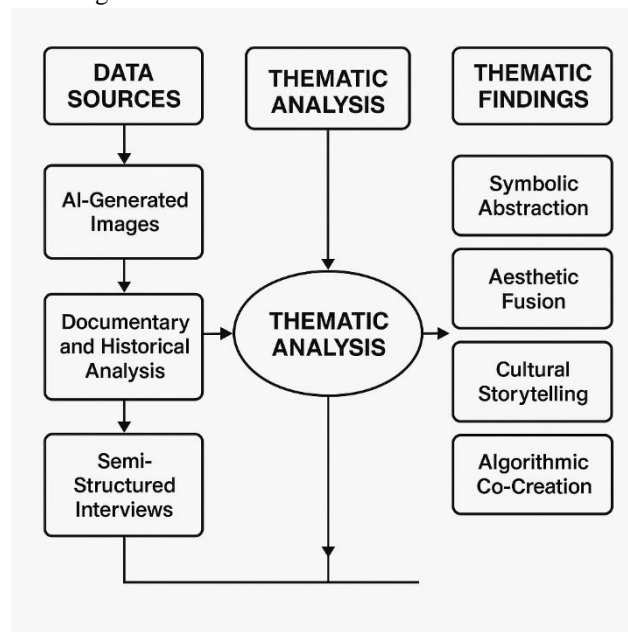 DATA
SOURCES
AI-Generated
Images
Documentary
and Historical
Analysis
Semi-
Structured
Interviews
THEMATIC
ANALYSIS
THEMATIC
ANALYSIS
THEMATIC
FINDINGS
Symbolic
Abstraction
Aesthetic
Fusion
Cultural
Storytelling
Algorithmic
Co-Creation